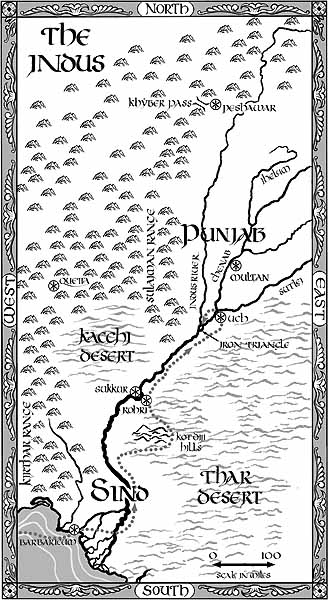 NORTH
THE
INDUS
KHYBER PASS
PESHAWAR
JHELUM
PUNJAB
SULAIMAN RANGE
INDUS RIVER
CHENAB
MULTAN
SUTLEJ
QUETTA
WEST
EAST
UCH
IRON TRIANGLE
KACCHI
DESERT
SUKKUR
ROHRI
KOT DIJI
HILLS
KIRTHAR RANGE
THAR
DESERT
SIND
BARBARICUM
0 100
SCALE IN MILES
SOUTH